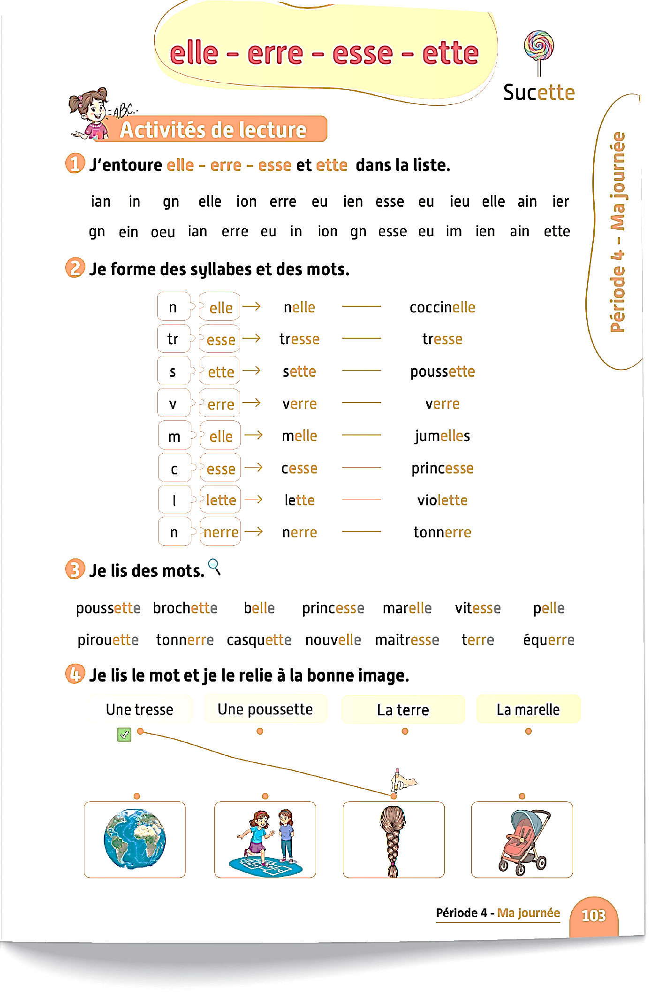 elle - erre - esse - ette
Sucette
ABC..
Activités de lecture
1 J'entoure elle - erre - esse et ette dans la liste.
ian in gn elle ion erre eu ien esse eu ieu elle ain ier
gn ein oeu ian erre eu in ion gn esse eu im ien ain ette
2 Je forme des syllabes et des mots.
n elle → nelle coccinelle
tr esse → tresse tresse
s ette → sette poussette
v erre → verre verre
m elle → melle jumelles
c esse → cesse princesse
l lette → lette violette
n nerre → nerre tonnerre
3 Je lis des mots.
poussette brochette belle princesse marelle vitesse pelle
pirouette tonnerre casquette nouvelle maitresse terre équerre
4 Je lis le mot et je le relie à la bonne image.
Une tresse Une poussette La terre La marelle
Période 4 - Ma journée
Période 4 - Ma journée 103